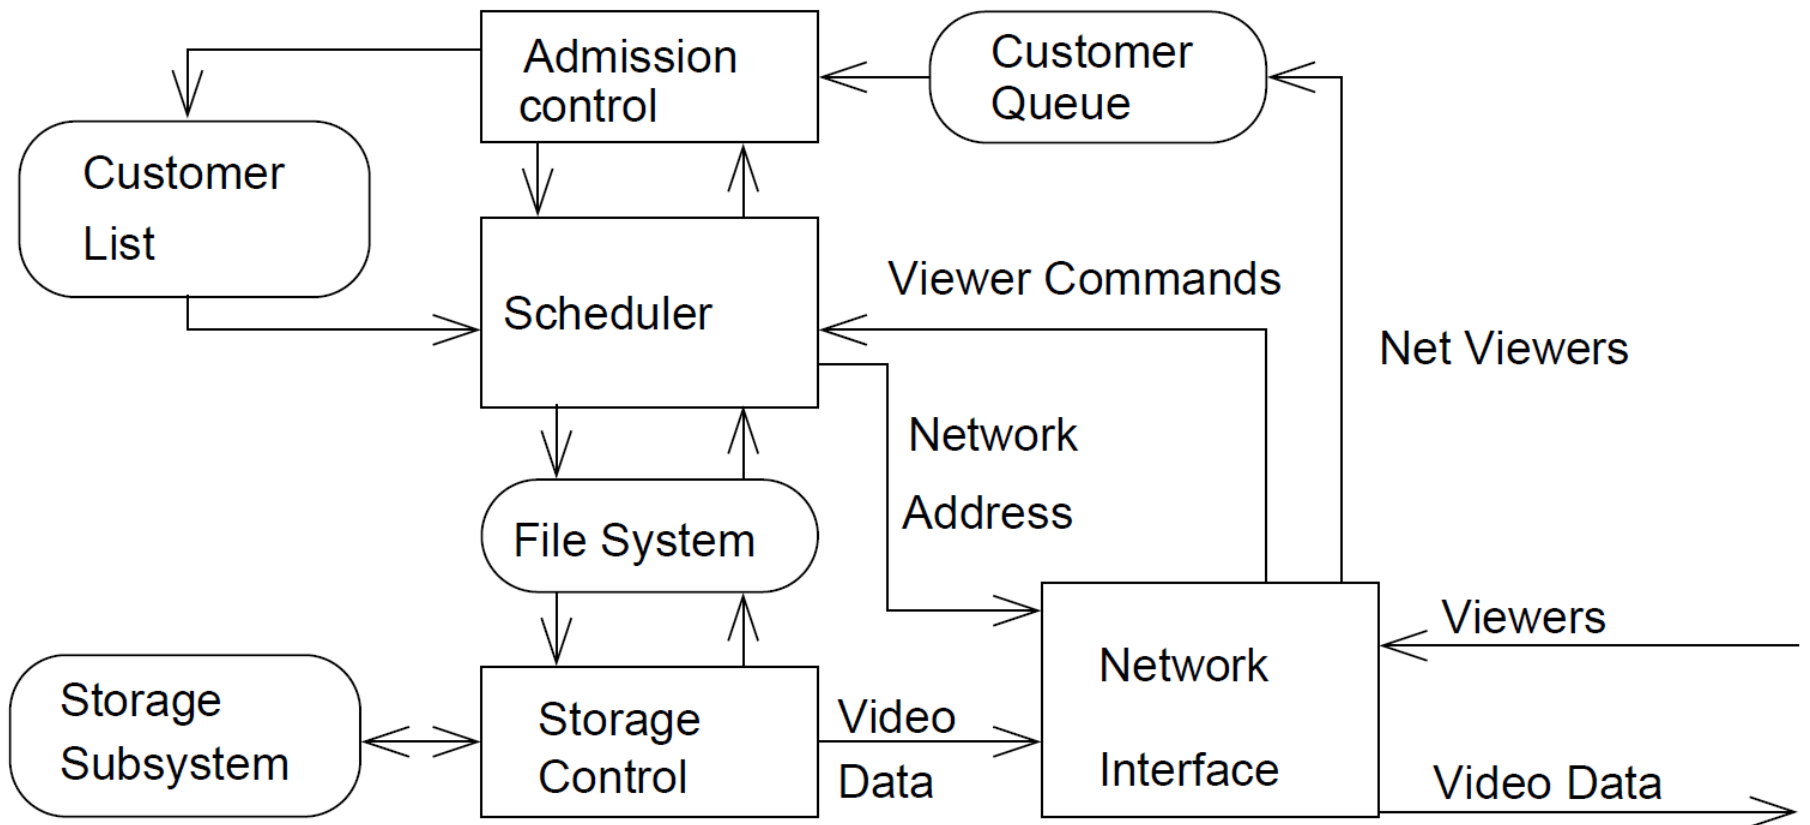 Admission
control
Customer
Queue
Customer
List
Scheduler
Viewer Commands
Net Viewers
Network
Address
File System
Viewers
Network
Interface
Storage
Subsystem
Storage
Control
Video
Data
Video Data